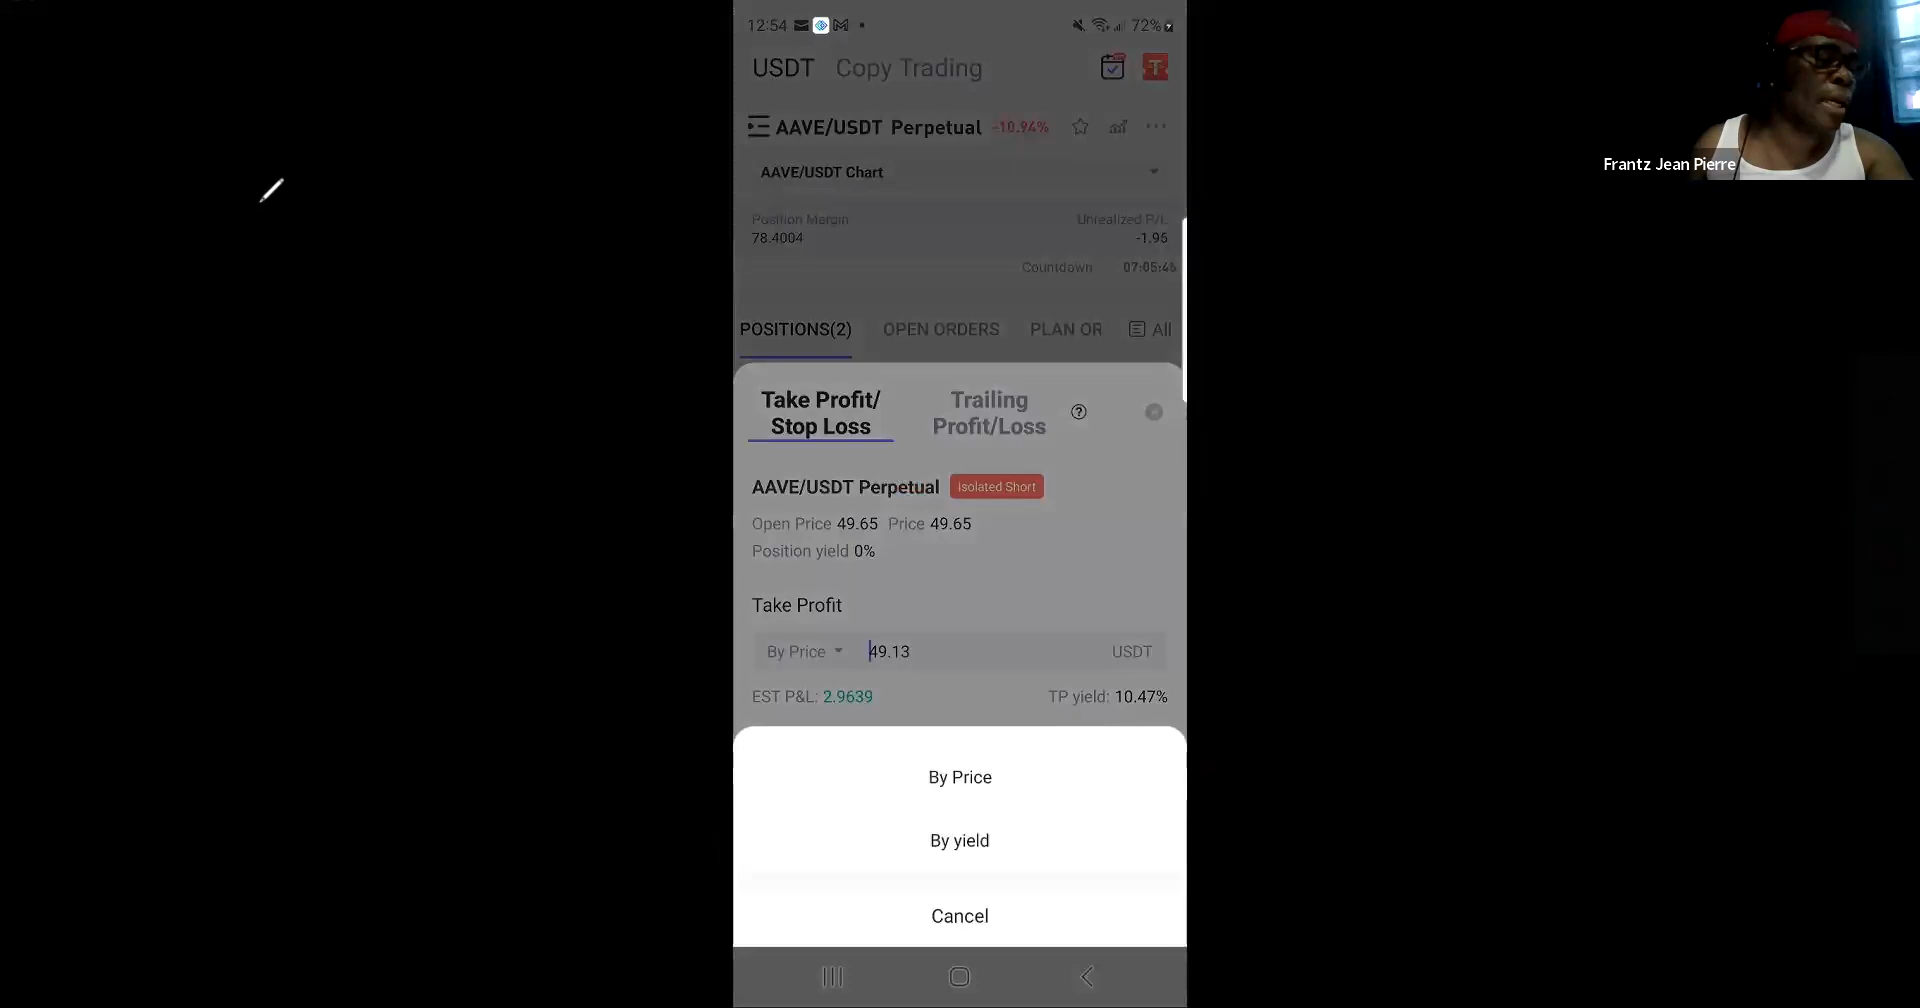 12:54
72%
USDT Copy Trading
AAVE/USDT Perpetual -10.94%
AAVE/USDT Chart
Position Margin Unrealized P/L
78.4004 -1.95
Countdown 07:05:46
POSITIONS(2) OPEN ORDERS PLAN OR All
Take Profit/
Stop Loss
Trailing
Profit/Loss
AAVE/USDT Perpetual Isolated Short
Open Price 49.65 Price 49.65
Position yield 0%
Take Profit
By Price 49.13 USDT
EST P&L: 2.9639 TP yield: 10.47%
By Price
By yield
Cancel
Frantz Jean Pierre